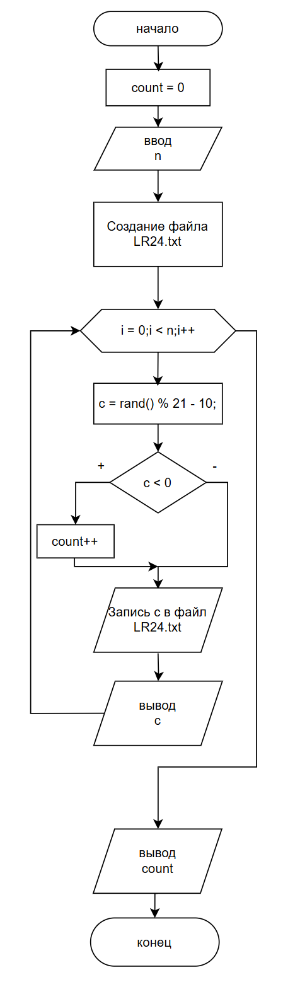 начало
count = 0
ввод
n
Создание файла
LR24.txt
i = 0;i < n;i++
c = rand() % 21 - 10;
+
-
c < 0
count++
Запись c в файл
LR24.txt
вывод
c
вывод
count
конец